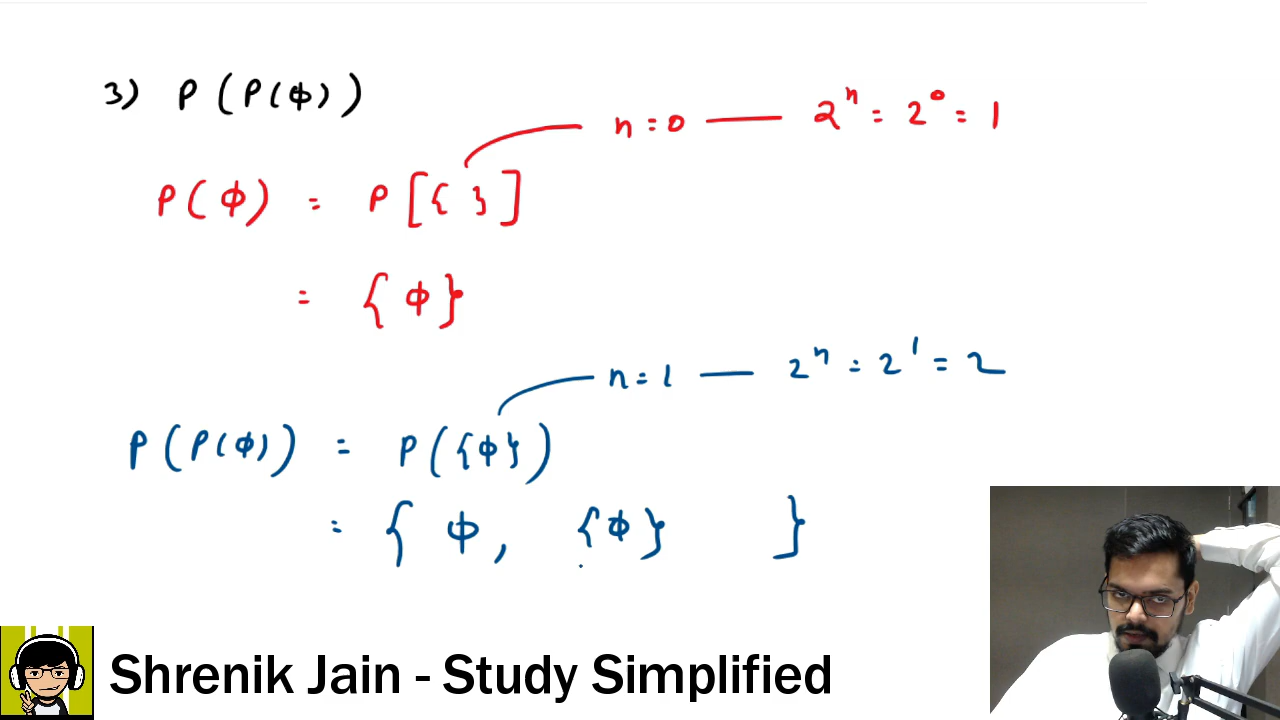 3) P(P(Φ))
n = 0 — 2ⁿ = 2⁰ = 1
P(Φ) = P[{ }]
= {Φ}
n = 1 — 2ⁿ = 2¹ = 2
P(P(Φ)) = P({Φ})
= { Φ, {Φ} }
Shrenik Jain - Study Simplified